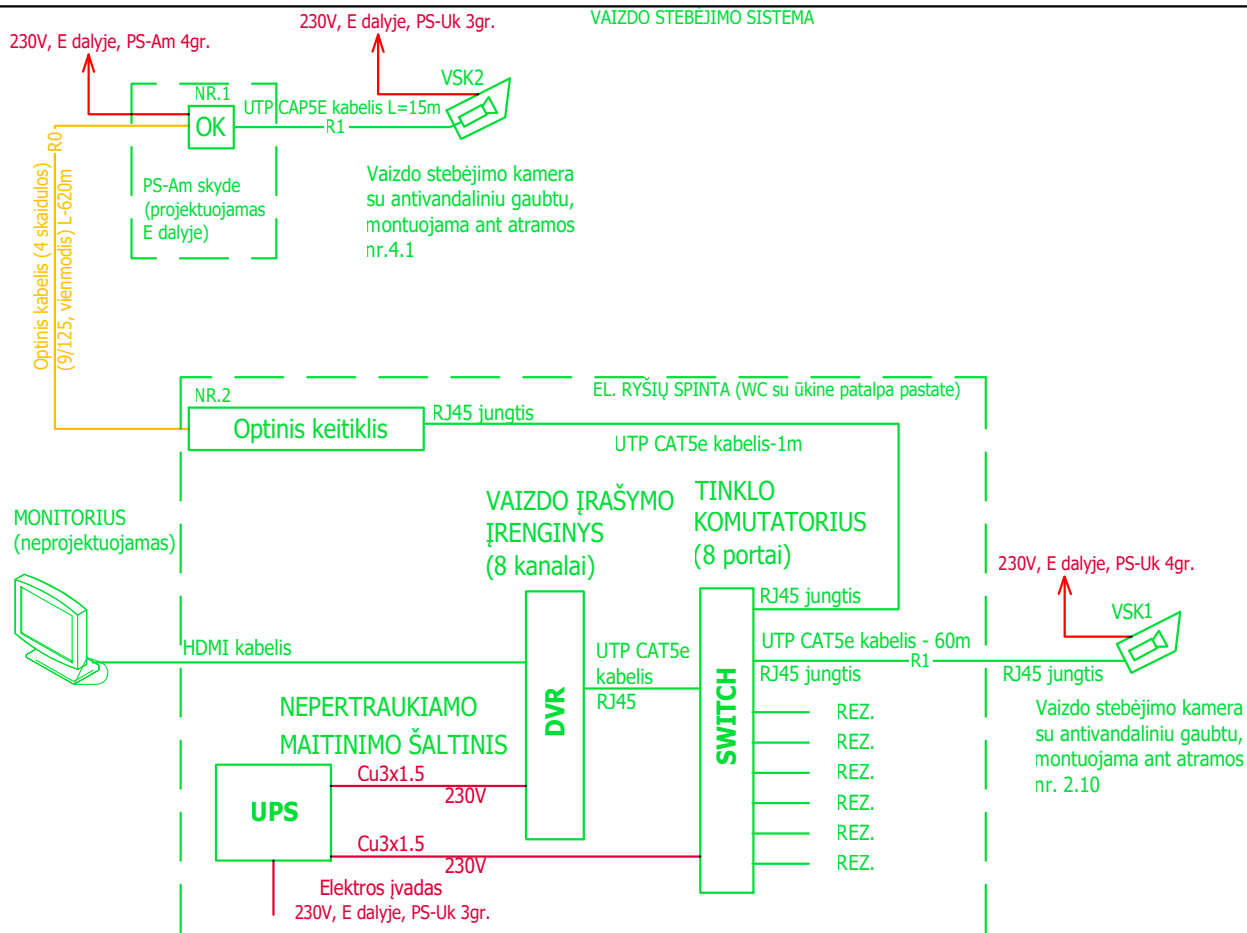 VAIZDO STEBĖJIMO SISTEMA
230V, E dalyje, PS-Am 4gr.
230V, E dalyje, PS-Uk 3gr.
NR.1
OK
UTP CAP5E kabelis L=15m
R1
VSK2
R0
PS-Am skyde
(projektuojamas
E dalyje)
Vaizdo stebėjimo kamera
su antivandaliniu gaubtu,
montuojama ant atramos
nr.4.1
Optinis kabelis (4 skaidulos)
(9/125, vienmodis) L-620m
EL. RYŠIŲ SPINTA (WC su ūkine patalpa pastate)
NR.2
Optinis keitiklis
RJ45 jungtis
UTP CAT5e kabelis-1m
MONITORIUS
(neprojektuojamas)
VAIZDO ĮRAŠYMO
ĮRENGINYS
(8 kanalai)
TINKLO
KOMUTATORIUS
(8 portai)
RJ45 jungtis
230V, E dalyje, PS-Uk 4gr.
VSK1
HDMI kabelis
DVR
UTP CAT5e
kabelis
RJ45
SWITCH
UTP CAT5e kabelis - 60m
R1
RJ45 jungtis
RJ45 jungtis
Vaizdo stebėjimo kamera
su antivandaliniu gaubtu,
montuojama ant atramos
nr. 2.10
REZ.
REZ.
REZ.
REZ.
REZ.
REZ.
NEPERTRAUKIAMO
MAITINIMO ŠALTINIS
UPS
Cu3x1.5
230V
Cu3x1.5
230V
Elektros įvadas
230V, E dalyje, PS-Uk 3gr.